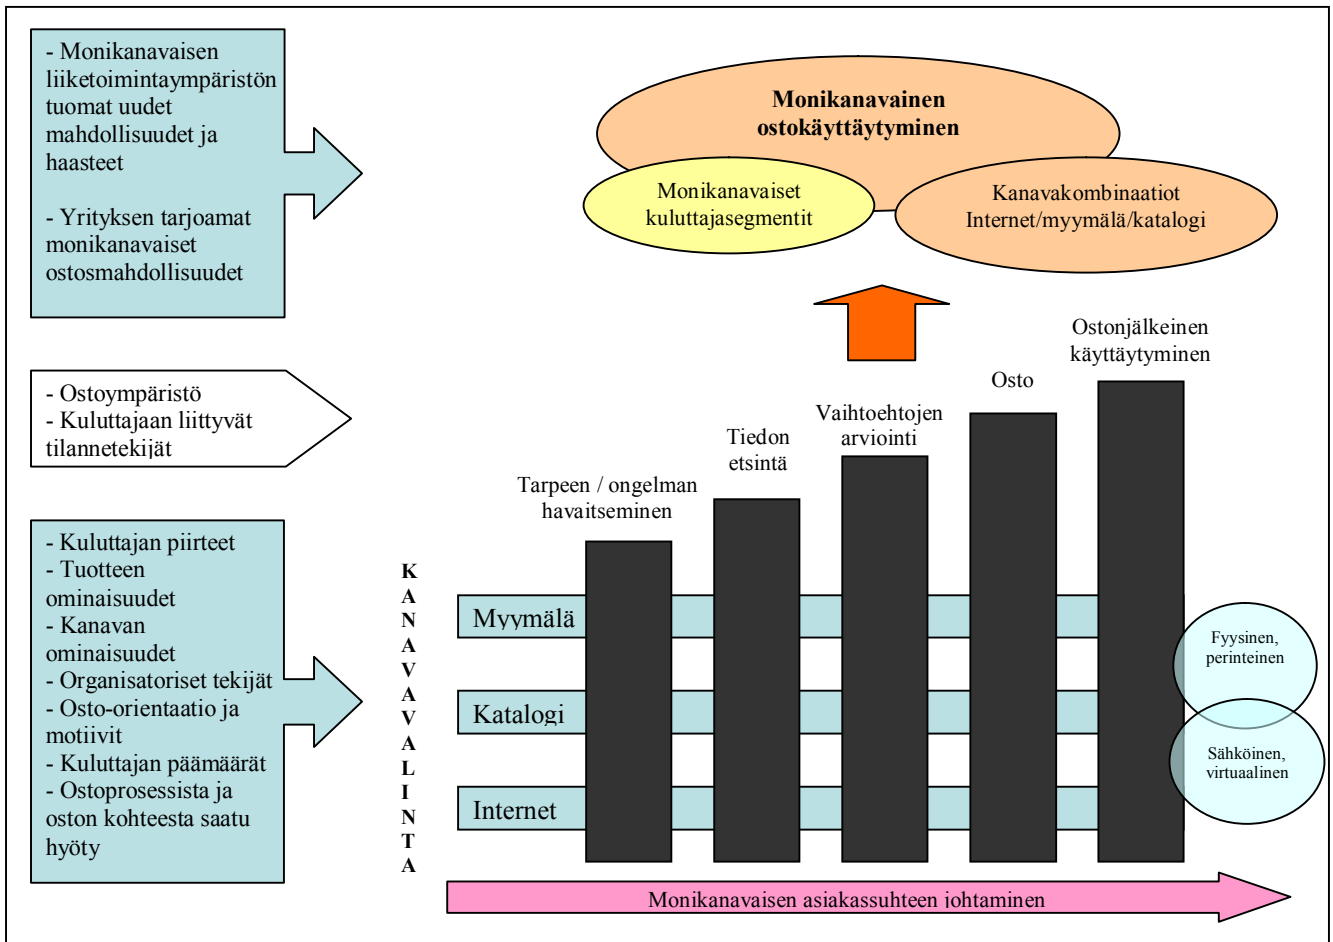 - Monikanavaisen
liiketoimintaympäristön
tuomat uudet
mahdollisuudet ja
haasteet
- Yrityksen tarjoamat
monikanavaiset
ostosmahdollisuudet
- Ostoympäristö
- Kuluttajaan liittyvät
tilannetekijät
- Kuluttajan piirteet
- Tuotteen
ominaisuudet
- Kanavan
ominaisuudet
- Organisatoriset tekijät
- Osto-orientaatio ja
motiivit
- Kuluttajan päämäärät
- Ostoprosessista ja
oston kohteesta saatu
hyöty
Monikanavainen
ostokäyttäytyminen
Monikanavaiset
kuluttajasegmentit
Kanavakombinaatiot
Internet/myymälä/katalogi
Tarpeen / ongelman
havaitseminen
Tiedon
etsintä
Vaihtoehtojen
arviointi
Osto
Ostonjälkeinen
käyttäytyminen
KANAVAVALINTA
Myymälä
Katalogi
Internet
Fyysinen,
perinteinen
Sähköinen,
virtuaalinen
Monikanavaisen asiakassuhteen johtaminen